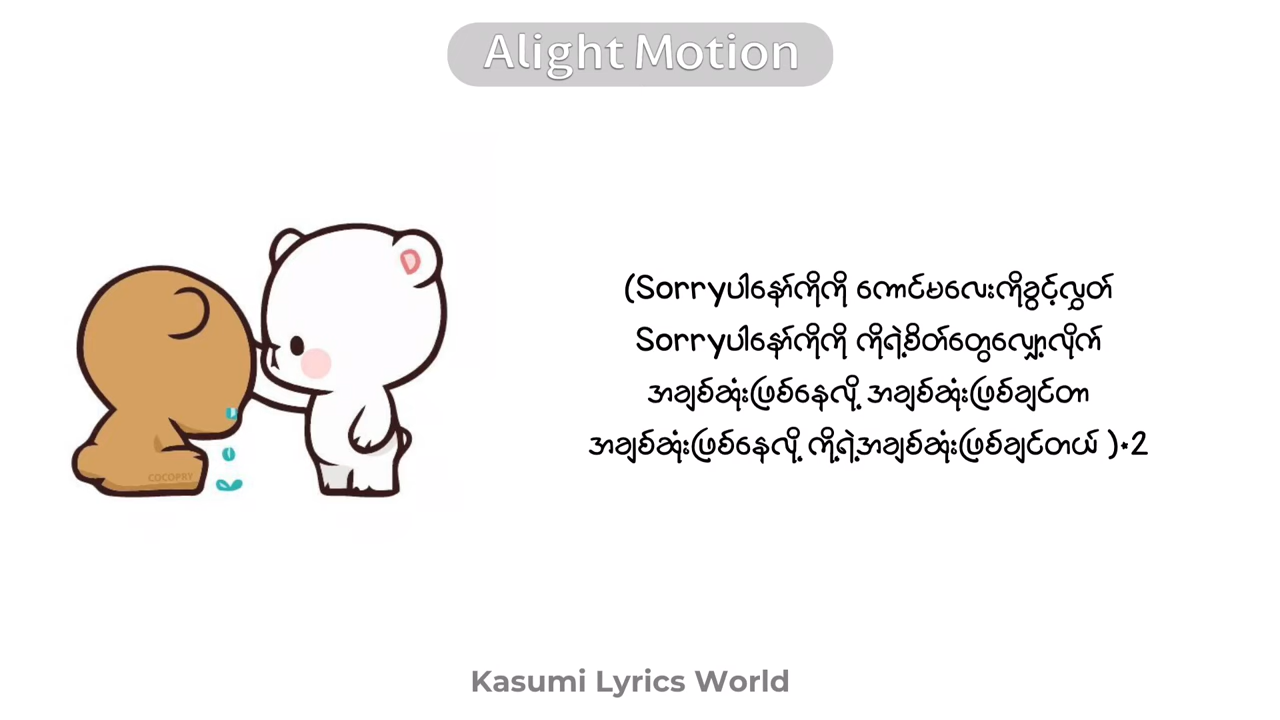 Alight Motion
(Sorryပါနော်ကိုကို ကောင်မလေးကိုခွင့်လွှတ်
Sorryပါနော်ကိုကို ကိုရဲ့စိတ်တွေလျှော့လိုက်
အချစ်ဆုံးဖြစ်နေလို့ အချစ်ဆုံးဖြစ်ချင်တာ
အချစ်ဆုံးဖြစ်နေလို့ ကို့ရဲ့အချစ်ဆုံးဖြစ်ချင်တယ် )*2
COCOPRY
Kasumi Lyrics World